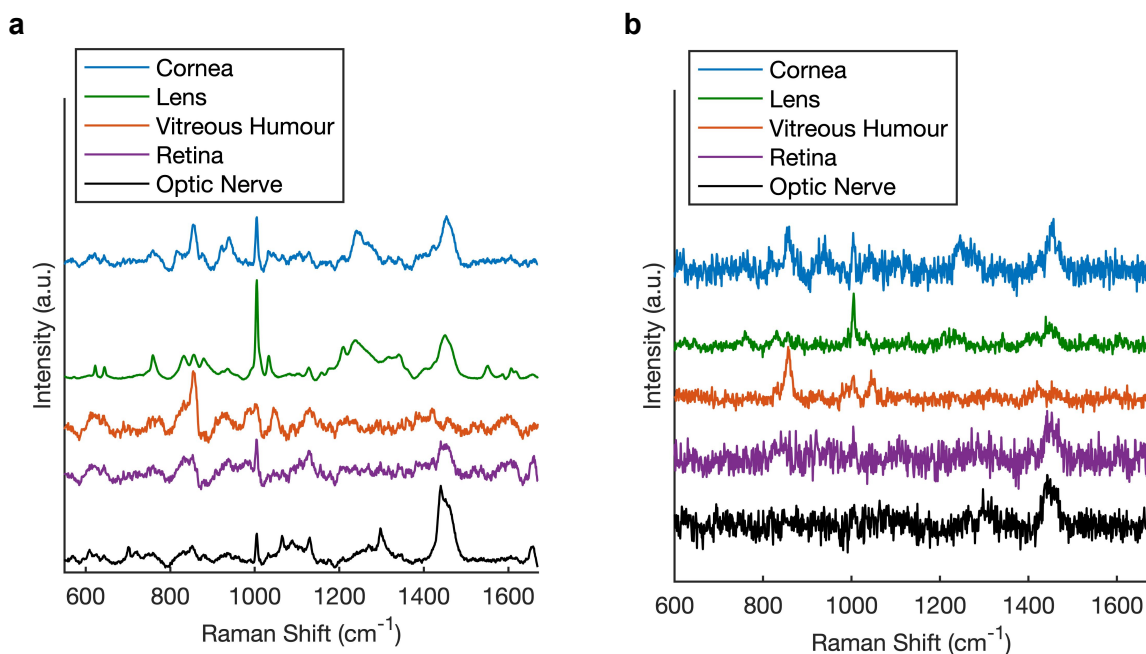 a
Cornea
Lens
Vitreous Humour
Retina
Optic Nerve
Intensity (a.u.)
600 800 1000 1200 1400 1600
Raman Shift (cm⁻¹)
b
Cornea
Lens
Vitreous Humour
Retina
Optic Nerve
Intensity (a.u.)
600 800 1000 1200 1400 1600
Raman Shift (cm⁻¹)